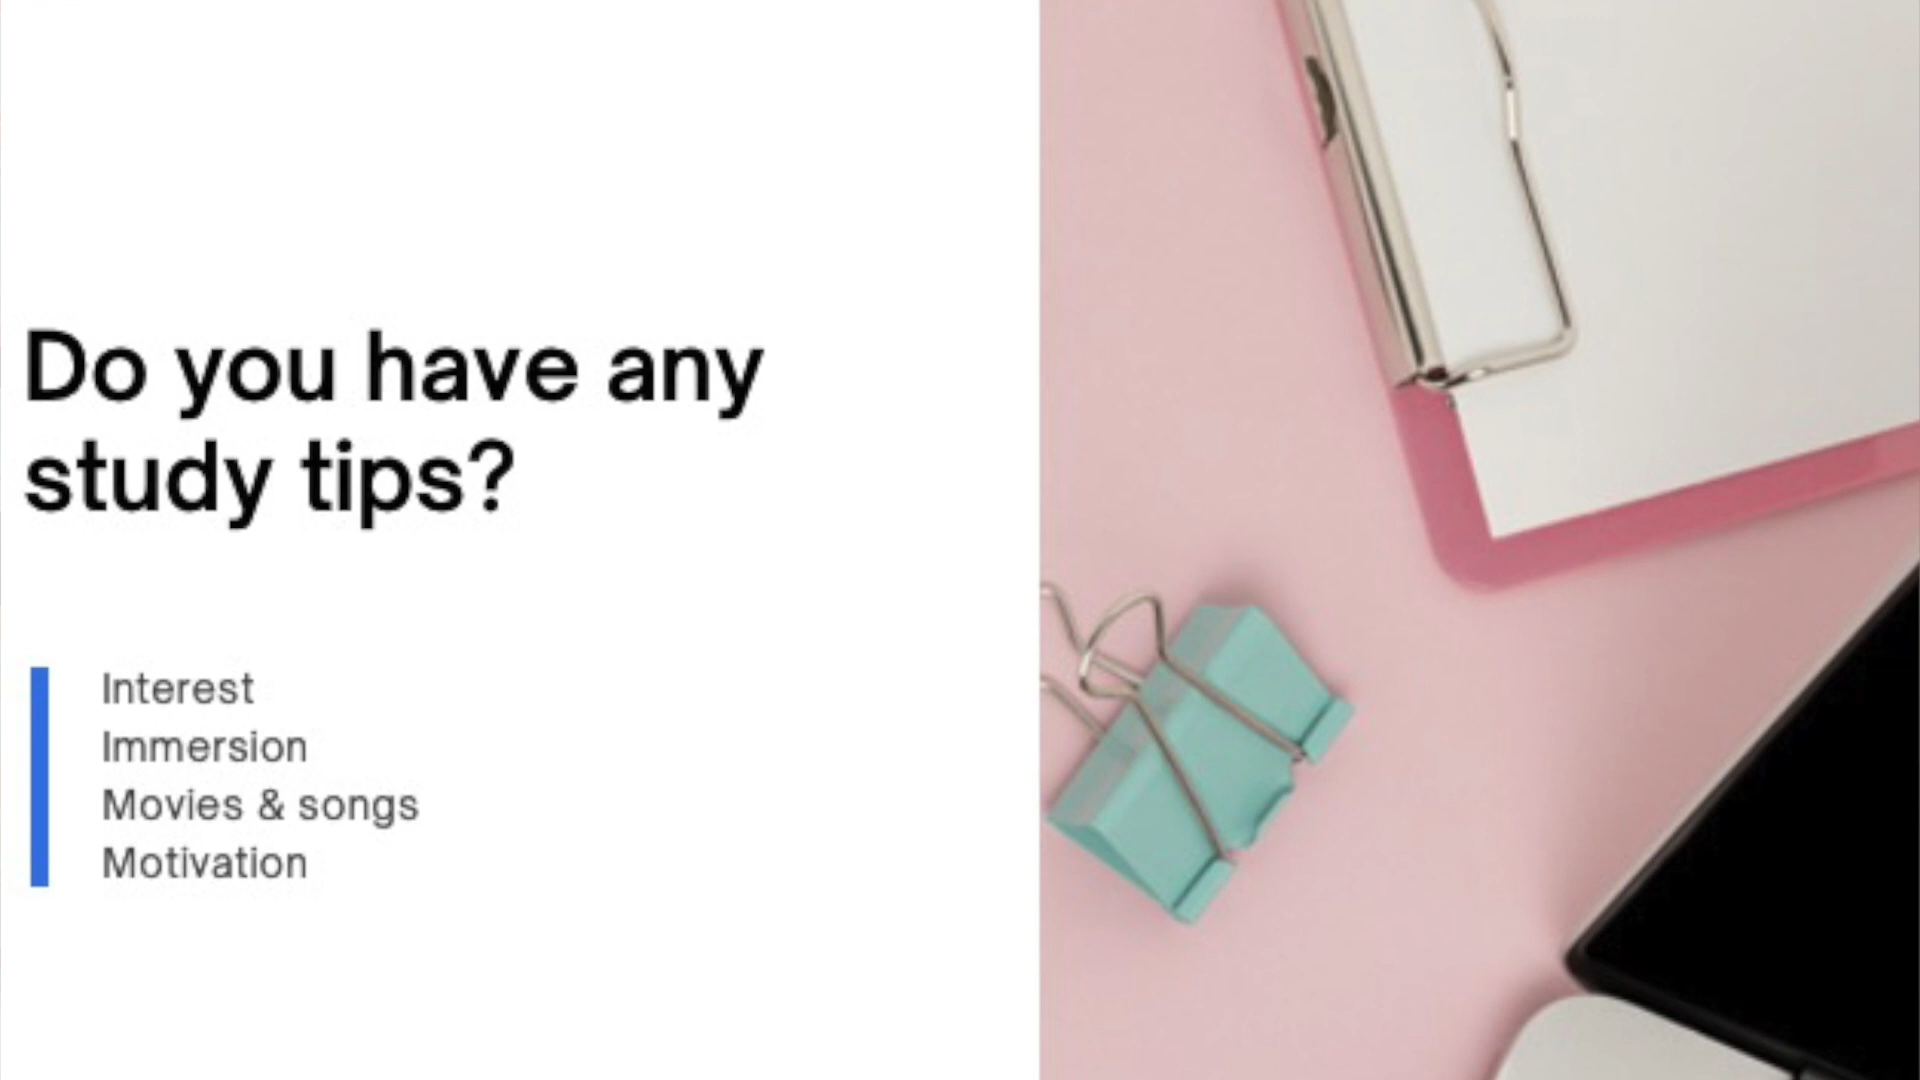 Do you have any
study tips?
Interest
Immersion
Movies & songs
Motivation